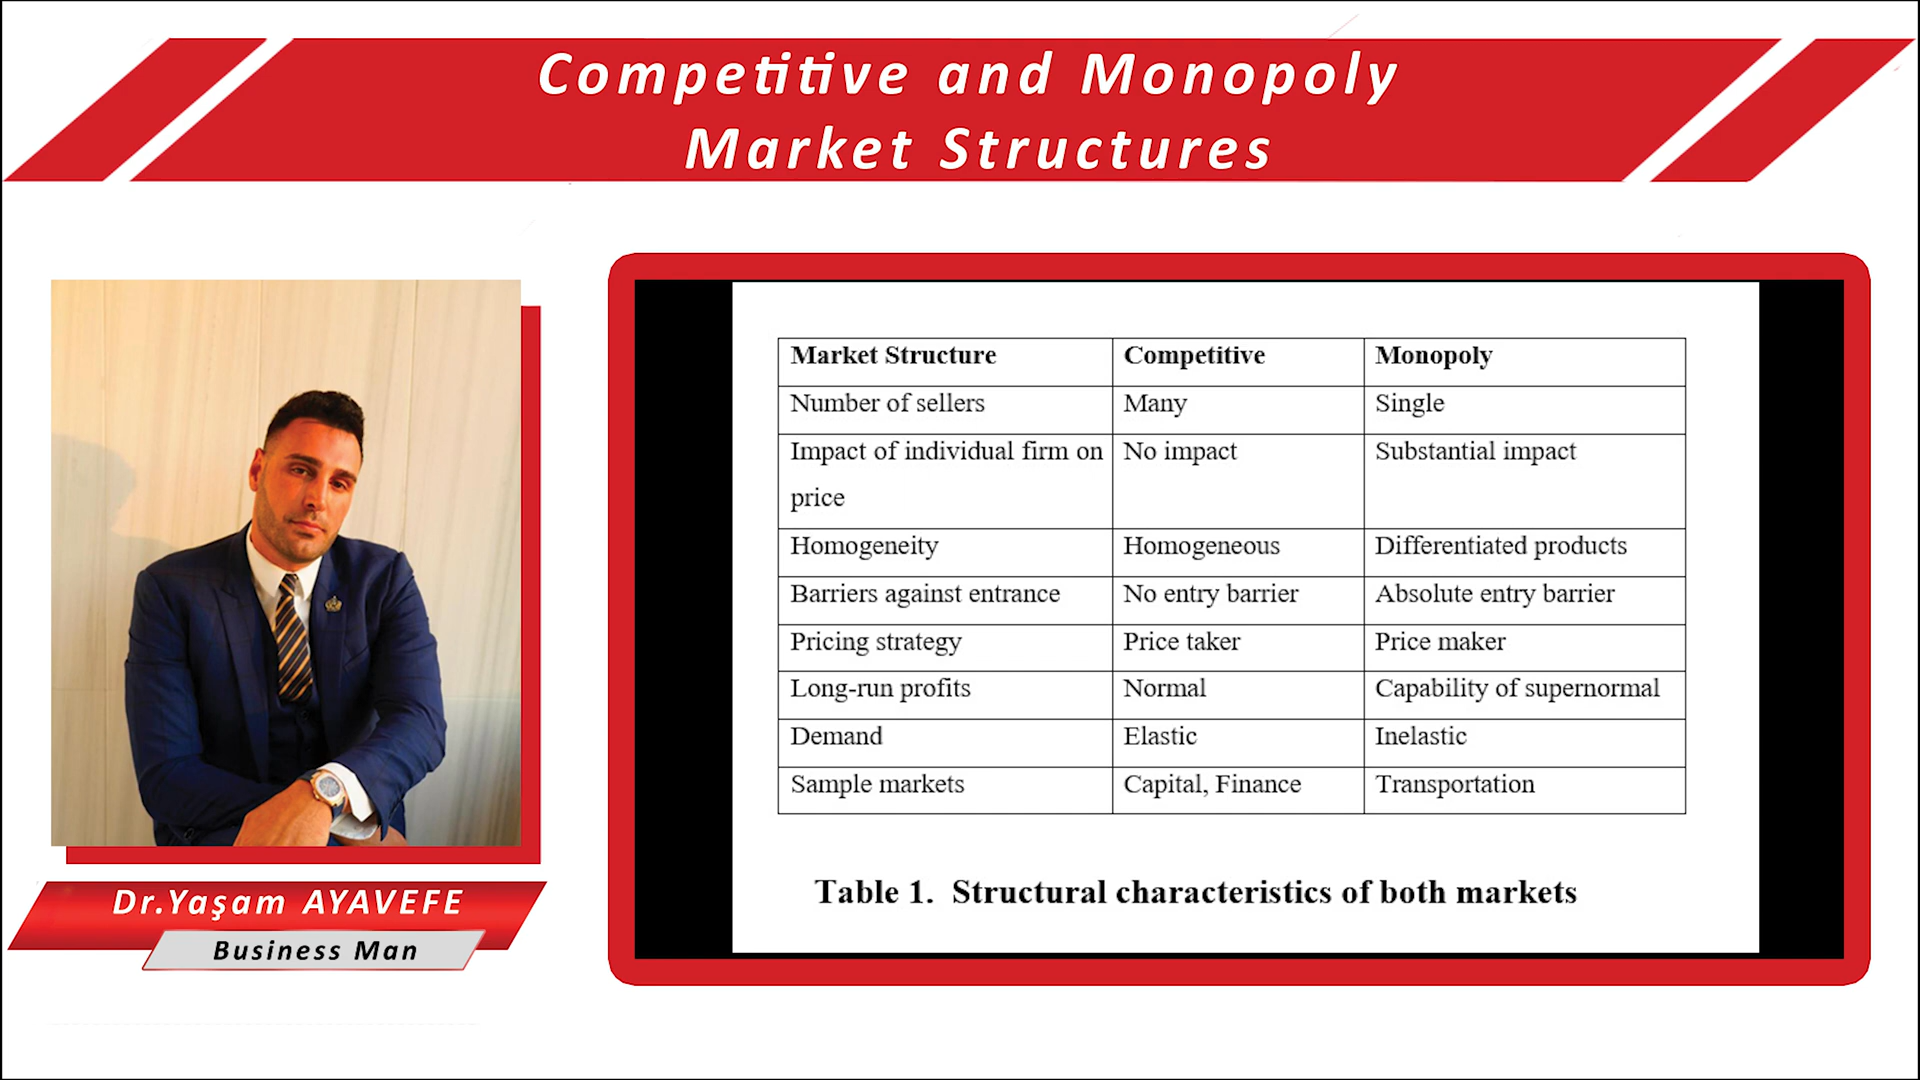 Competitive and Monopoly
Market Structures
Market Structure Competitive Monopoly
Number of sellers Many Single
Impact of individual firm on price No impact Substantial impact
Homogeneity Homogeneous Differentiated products
Barriers against entrance No entry barrier Absolute entry barrier
Pricing strategy Price taker Price maker
Long-run profits Normal Capability of supernormal
Demand Elastic Inelastic
Sample markets Capital, Finance Transportation
Table 1. Structural characteristics of both markets
Dr.Yaşam AYAVEFE
Business Man